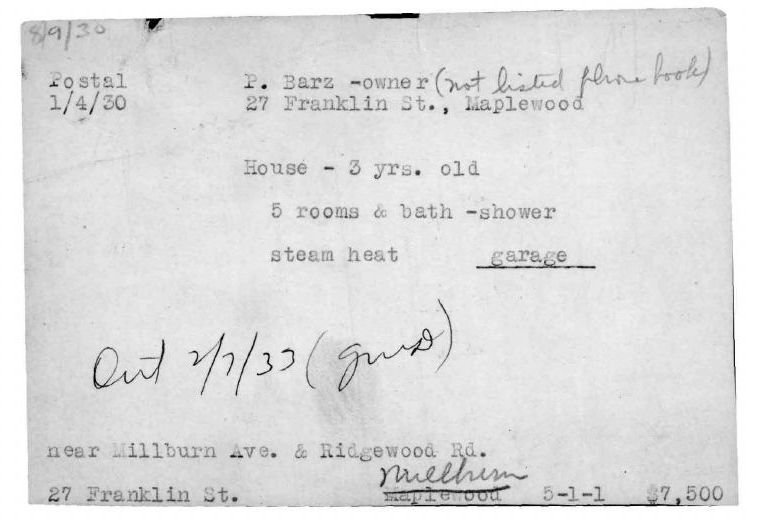 8/9/30
Postal P. Barz -owner (not listed phone book)
1/4/30 27 Franklin St., Maplewood
House - 3 yrs. old
5 rooms & bath -shower
steam heat garage
Out 2/7/33 (
near Millburn Ave. & Ridgewood Rd.
Millburn
27 Franklin St. Maplewood 5-1-1 $7,500